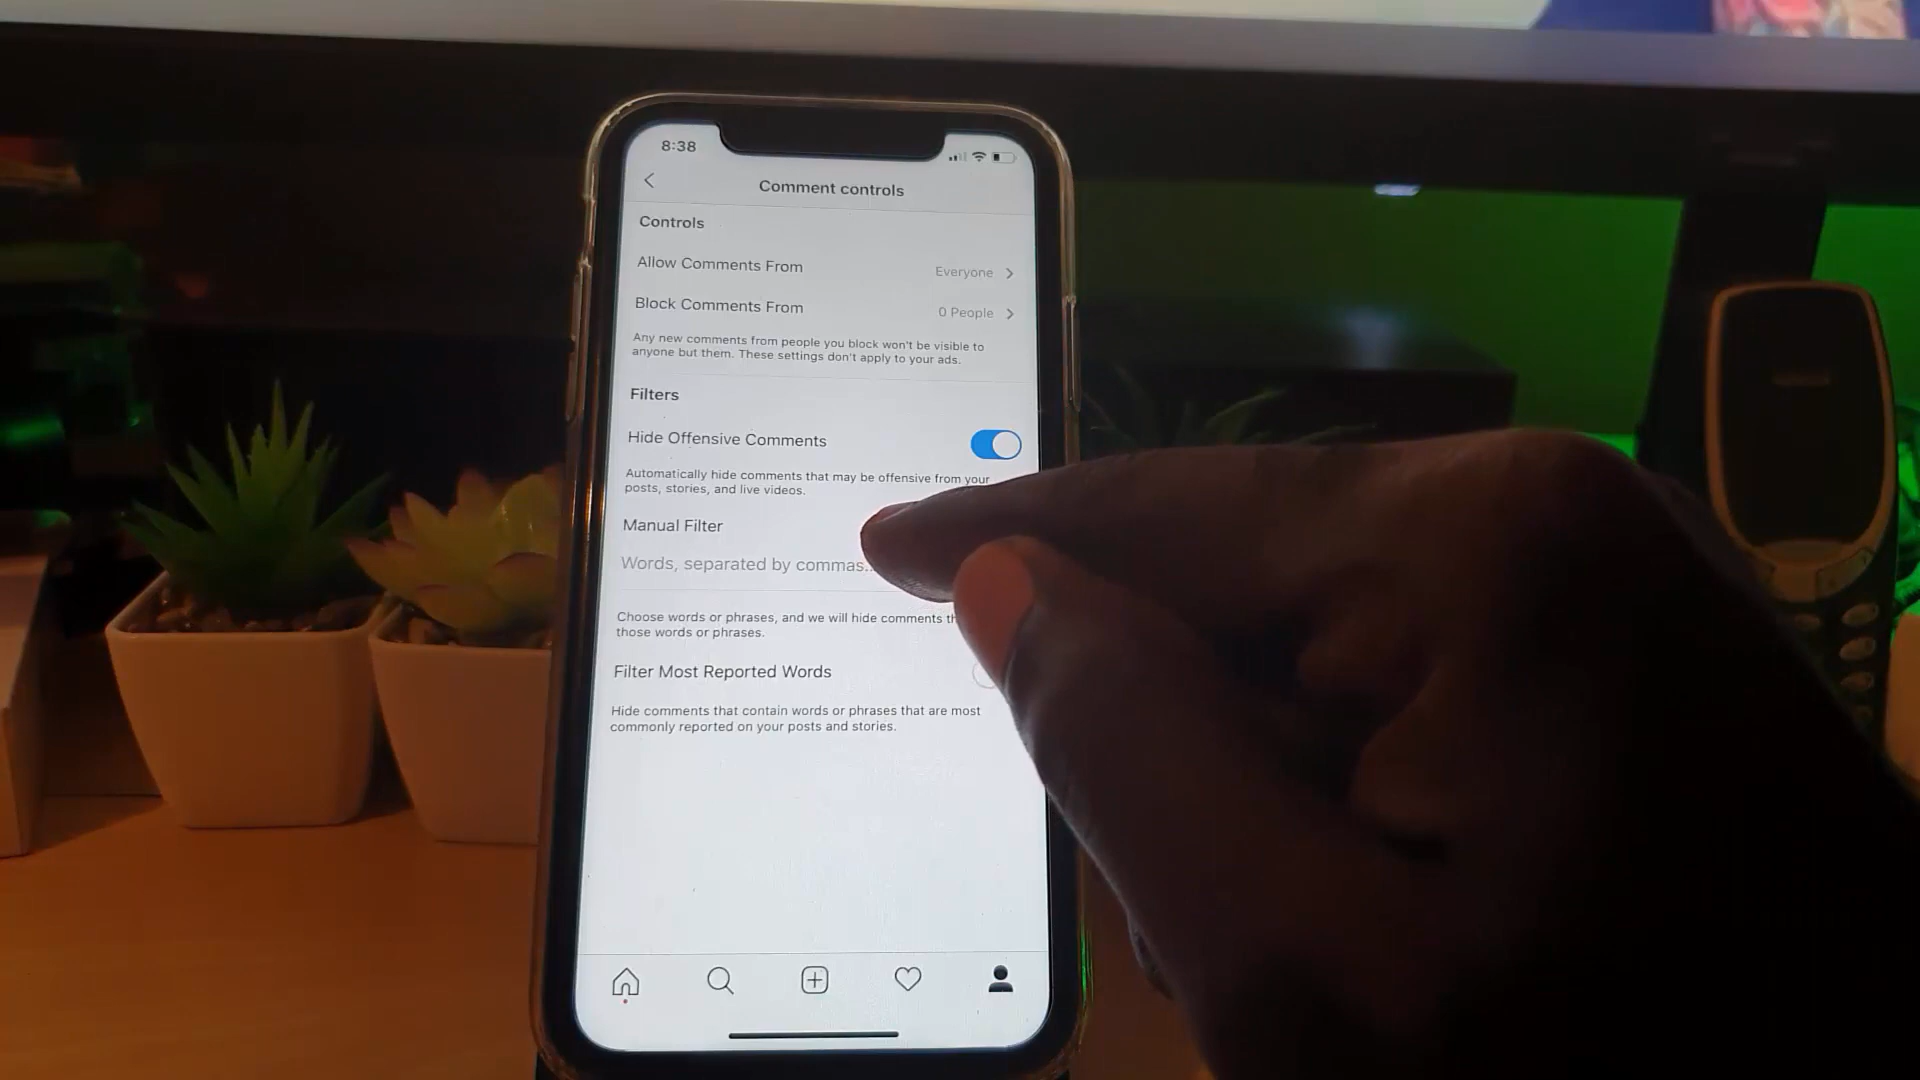 8:38
Comment controls
Controls
Allow Comments From Everyone
Block Comments From 0 People
Any new comments from people you block won't be visible to
anyone but them. These settings don't apply to your ads.
Filters
Hide Offensive Comments
Automatically hide comments that may be offensive from your
posts, stories, and live videos.
Manual Filter
Words, separated by commas..
Choose words or phrases, and we will hide comments
those words or phrases.
Filter Most Reported Words
Hide comments that contain words or phrases that are most
commonly reported on your posts and stories.